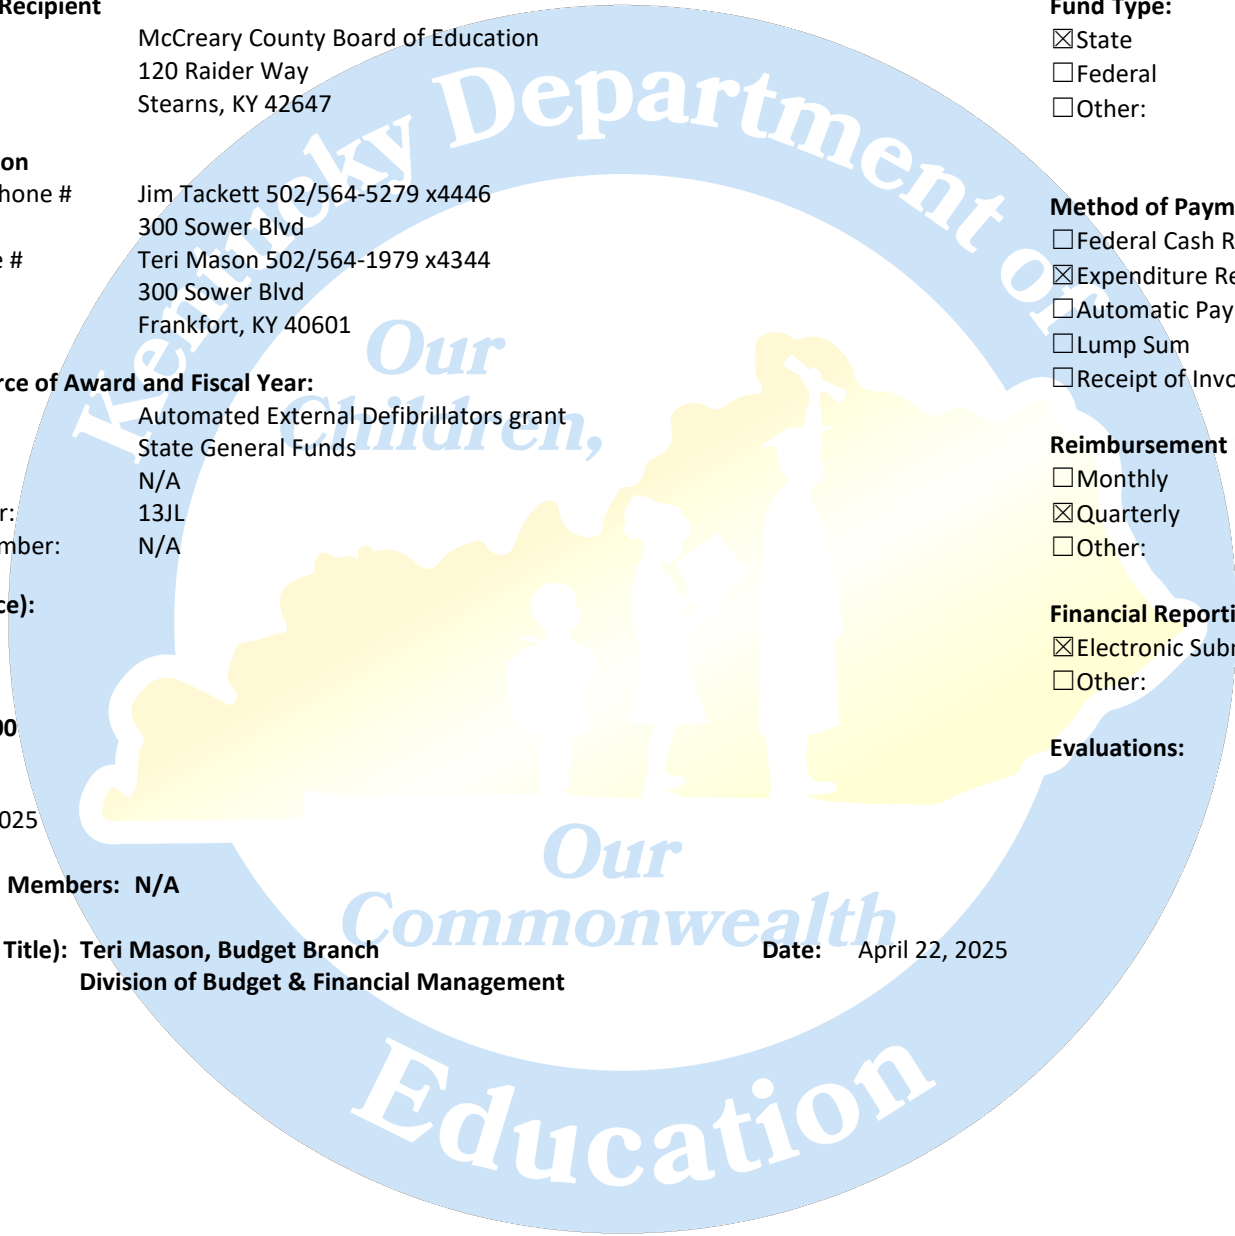 Recipient
McCreary County Board of Education
120 Raider Way
Stearns, KY 42647
on
hone # Jim Tackett 502/564-5279 x4446
300 Sower Blvd
e # Teri Mason 502/564-1979 x4344
300 Sower Blvd
Frankfort, KY 40601
rce of Award and Fiscal Year:
Automated External Defibrillators grant
State General Funds
N/A
r: 13JL
mber: N/A
ce):
00
025
Members: N/A
Title): Teri Mason, Budget Branch Date: April 22, 2025
Division of Budget & Financial Management
Fund Type:
☒State
☐Federal
☐Other:
Method of Paym
☐Federal Cash R
☒Expenditure Re
☐Automatic Pay
☐Lump Sum
☐Receipt of Invo
Reimbursement
☐Monthly
☒Quarterly
☐Other:
Financial Reporti
☒Electronic Subr
☐Other:
Evaluations:
Kentucky Department of
Our
Children,
Our
Commonwealth
Education